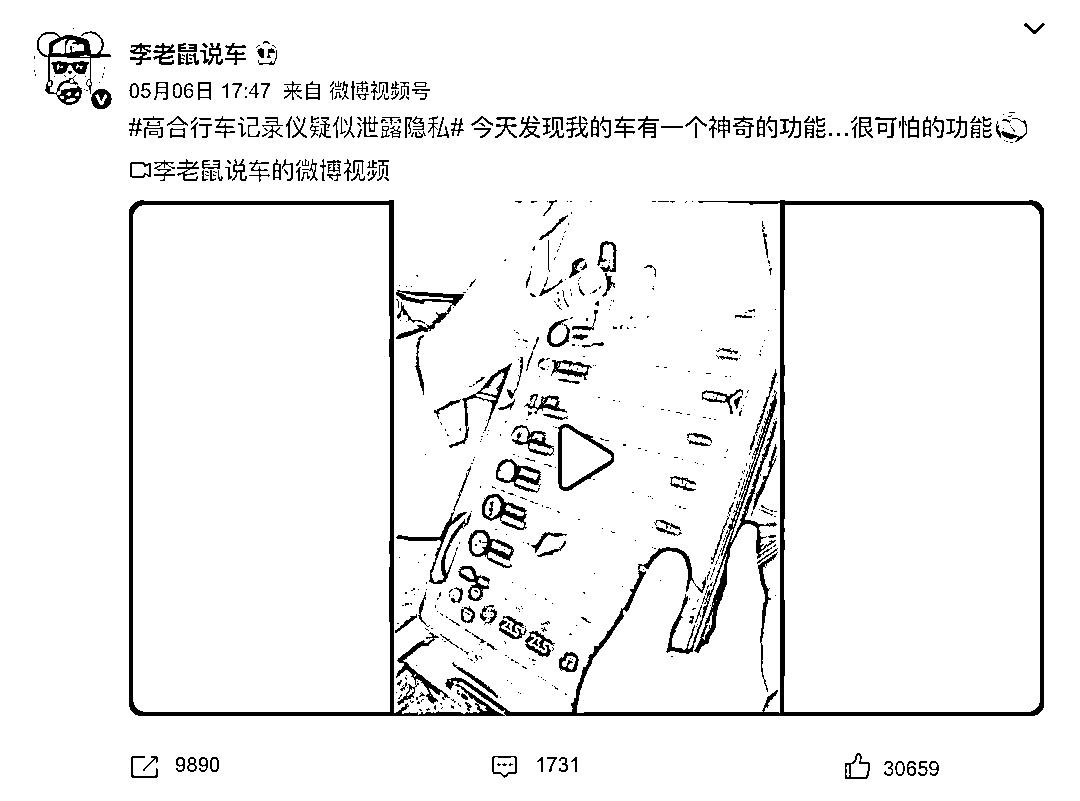 李老鼠说车
05月06日 17:47 来自 微博视频号
#高合行车记录仪疑似泄露隐私# 今天发现我的车有一个神奇的功能...很可怕的功能
李老鼠说车的微博视频
9890
1731
30659